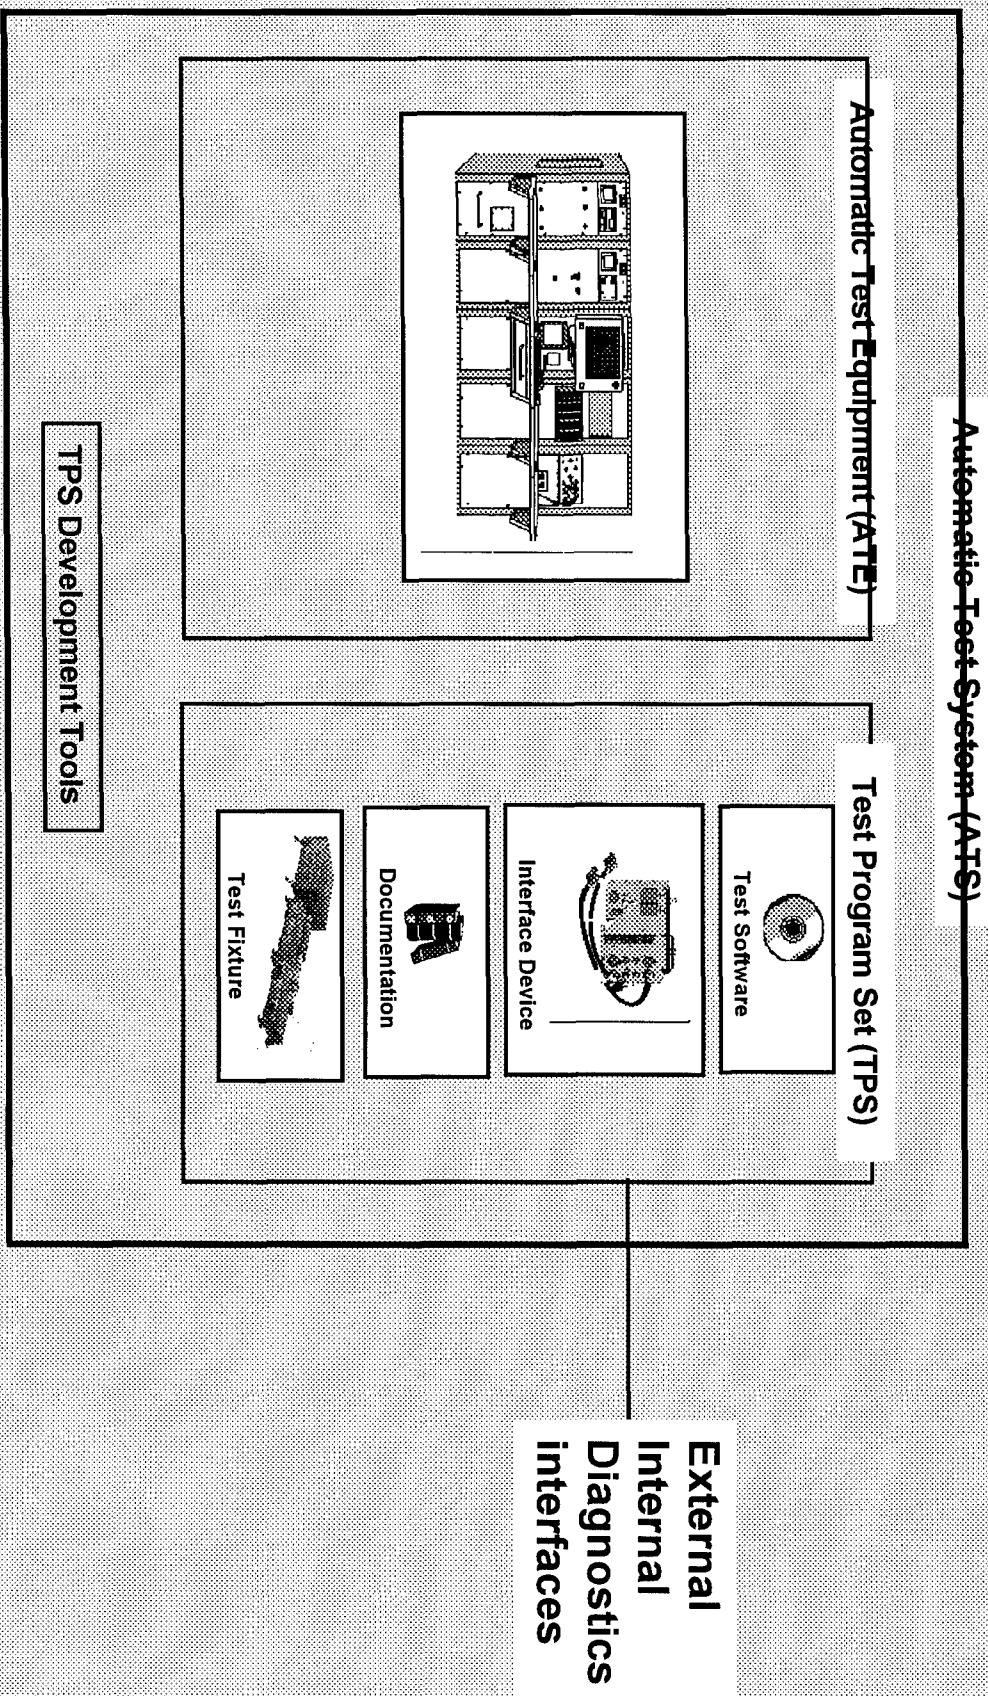 Automatic Test System (ATS)
Automatic Test Equipment (ATE)
Test Program Set (TPS)
Test Software
Interface Device
Documentation
Test Fixture
TPS Development Tools
External
Internal
Diagnostics
interfaces